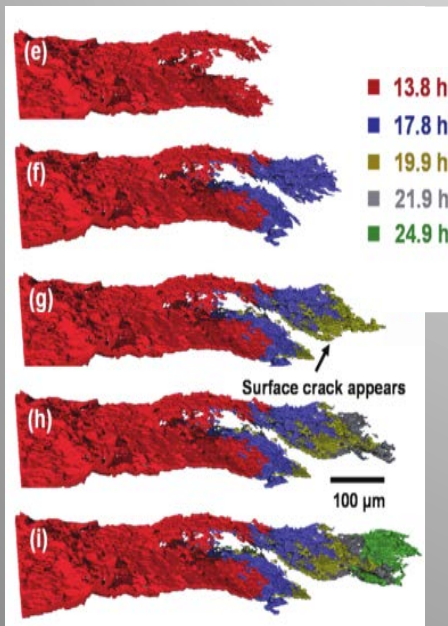 (e)
13.8 h
17.8 h
(f)
19.9 h
21.9 h
24.9 h
(g)
Surface crack appears
(h)
100 μm
(i)